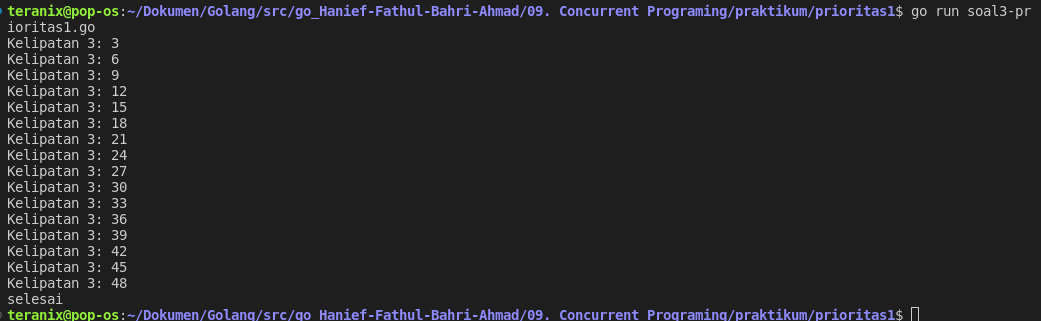 teranix@pop-os:~/Dokumen/Golang/src/go_Hanief-Fathul-Bahri-Ahmad/09. Concurrent Programing/praktikum/prioritas1$ go run soal3-pr
ioritas1.go
Kelipatan 3: 3
Kelipatan 3: 6
Kelipatan 3: 9
Kelipatan 3: 12
Kelipatan 3: 15
Kelipatan 3: 18
Kelipatan 3: 21
Kelipatan 3: 24
Kelipatan 3: 27
Kelipatan 3: 30
Kelipatan 3: 33
Kelipatan 3: 36
Kelipatan 3: 39
Kelipatan 3: 42
Kelipatan 3: 45
Kelipatan 3: 48
selesai
teranix@pop-os:~/Dokumen/Golang/src/go_Hanief-Fathul-Bahri-Ahmad/09. Concurrent Programing/praktikum/prioritas1$